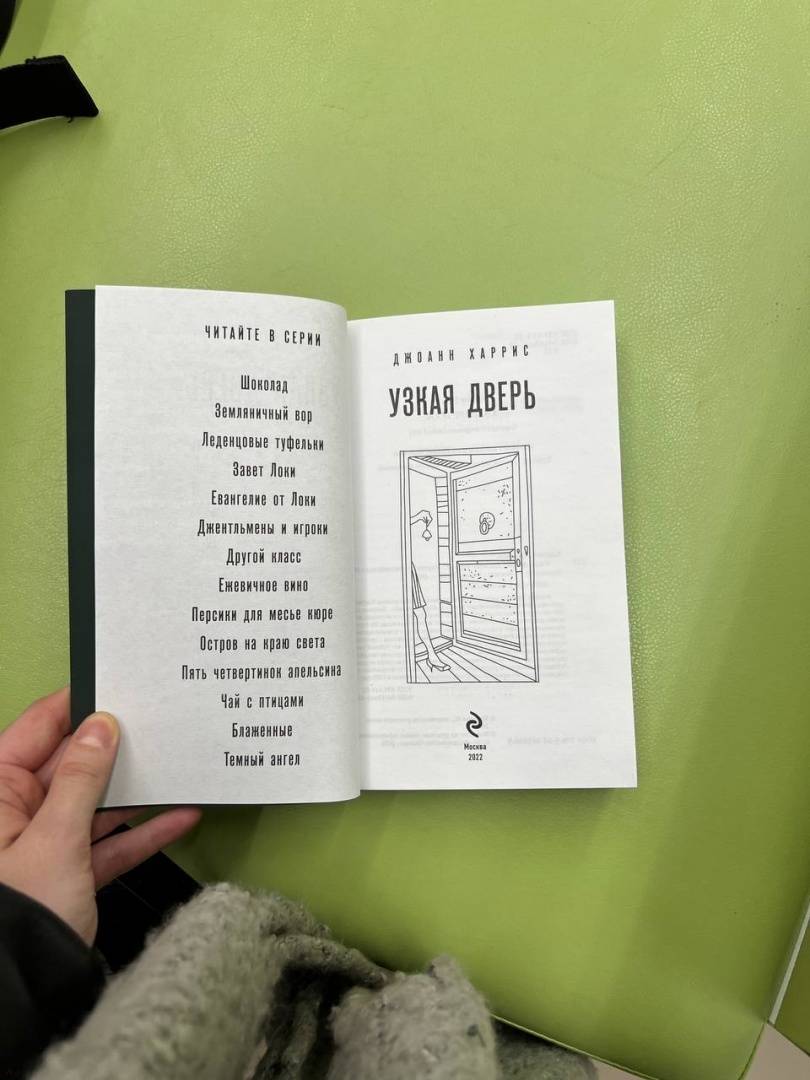 ЧИТАЙТЕ В СЕРИИ
Шоколад
Земляничный вор
Леденцовые туфельки
Завет Локи
Евангелие от Локи
Джентльмены и игроки
Другой класс
Ежевичное вино
Персики для месье кюре
Остров на краю света
Пять четвертинок апельсина
Чай с птицами
Блаженные
Темный ангел
ДЖОАНН ХАРРИС
УЗКАЯ ДВЕРЬ
Москва
2022